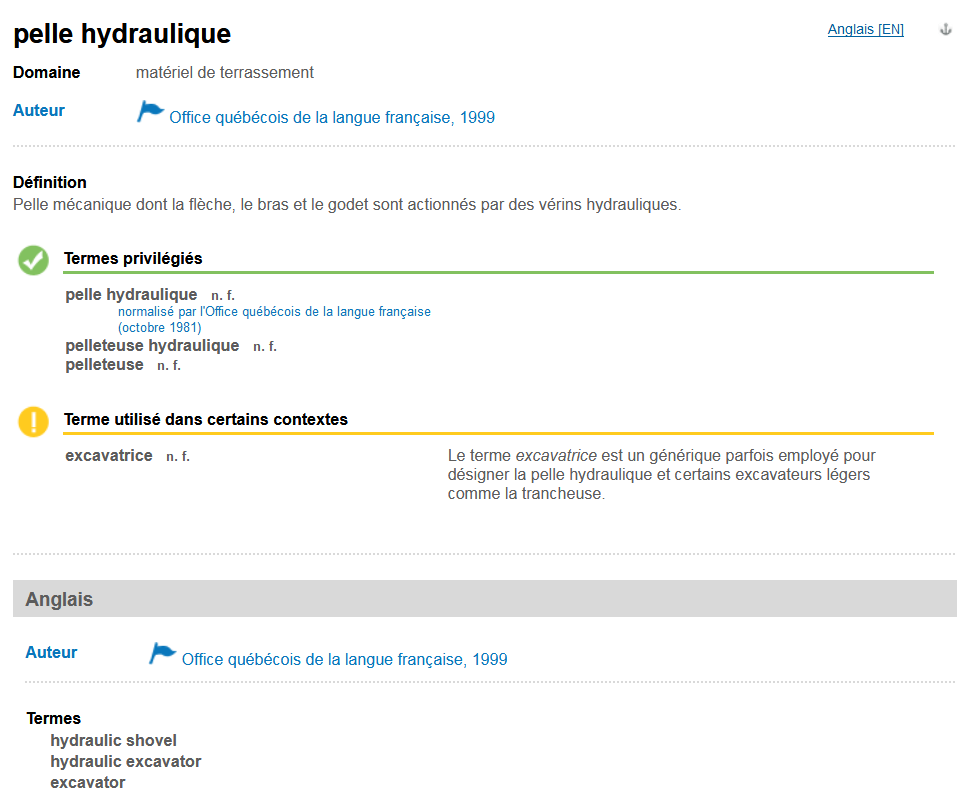 pelle hydraulique
Anglais [EN]
Domaine matériel de terrassement
Auteur Office québécois de la langue française, 1999
Définition
Pelle mécanique dont la flèche, le bras et le godet sont actionnés par des vérins hydrauliques.
Termes privilégiés
pelle hydraulique n. f.
normalisé par l'Office québécois de la langue française
(octobre 1981)
pelleteuse hydraulique n. f.
pelleteuse n. f.
Terme utilisé dans certains contextes
excavatrice n. f.
Le terme excavatrice est un générique parfois employé pour
désigner la pelle hydraulique et certains excavateurs légers
comme la trancheuse.
Anglais
Auteur Office québécois de la langue française, 1999
Termes
hydraulic shovel
hydraulic excavator
excavator